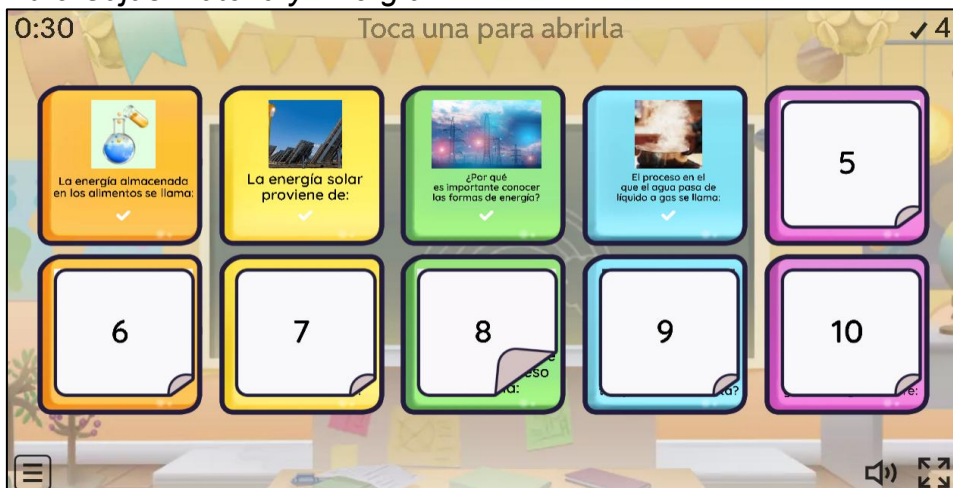 0:30
Toca una para abrirla
4
La energía almacenada
en los alimentos se llama:
La energía solar
proviene de:
¿Por qué
es importante conocer
las formas de energía?
El proceso en el
que el agua pasa de
líquido a gas se llama:
5
6
7
8
9
10